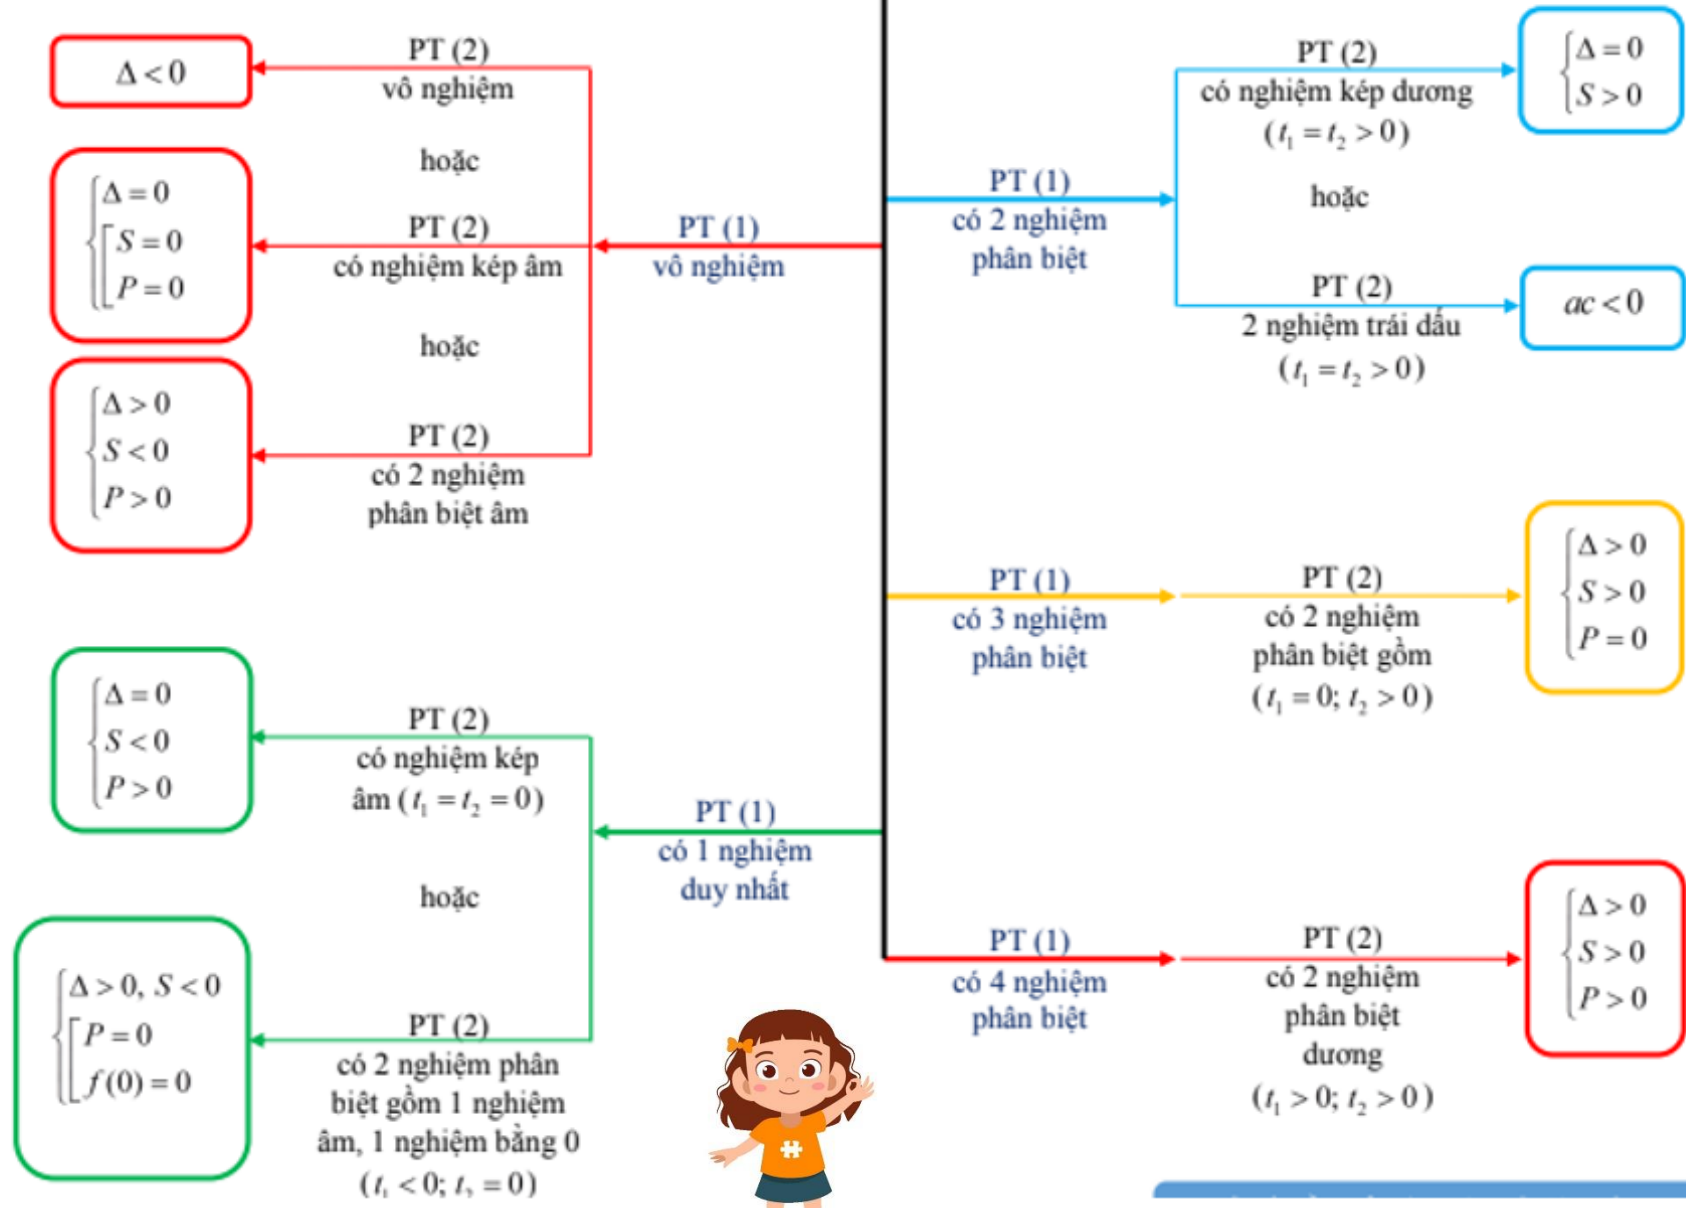 PT (2)
vô nghiệm
Δ < 0
hoặc
PT (2)
có nghiệm kép âm
Δ = 0
S = 0
P = 0
PT (1)
vô nghiệm
hoặc
PT (2)
có 2 nghiệm
phân biệt âm
Δ > 0
S < 0
P > 0
PT (2)
có nghiệm kép
âm ( t₁ = t₂ = 0 )
Δ = 0
S < 0
P > 0
PT (1)
có 1 nghiệm
duy nhất
hoặc
PT (2)
có 2 nghiệm phân
biệt gồm 1 nghiệm
âm, 1 nghiệm bằng 0
( t₁ < 0; t₂ = 0 )
Δ > 0, S < 0
P = 0
f(0) = 0
PT (1)
có 2 nghiệm
phân biệt
PT (2)
có nghiệm kép dương
( t₁ = t₂ > 0 )
Δ = 0
S > 0
hoặc
PT (2)
2 nghiệm trái dấu
( t₁ = t₂ > 0 )
ac < 0
PT (1)
có 3 nghiệm
phân biệt
PT (2)
có 2 nghiệm
phân biệt gồm
( t₁ = 0; t₂ > 0 )
Δ > 0
S > 0
P = 0
PT (1)
có 4 nghiệm
phân biệt
PT (2)
có 2 nghiệm
phân biệt
dương
( t₁ > 0; t₂ > 0 )
Δ > 0
S > 0
P > 0